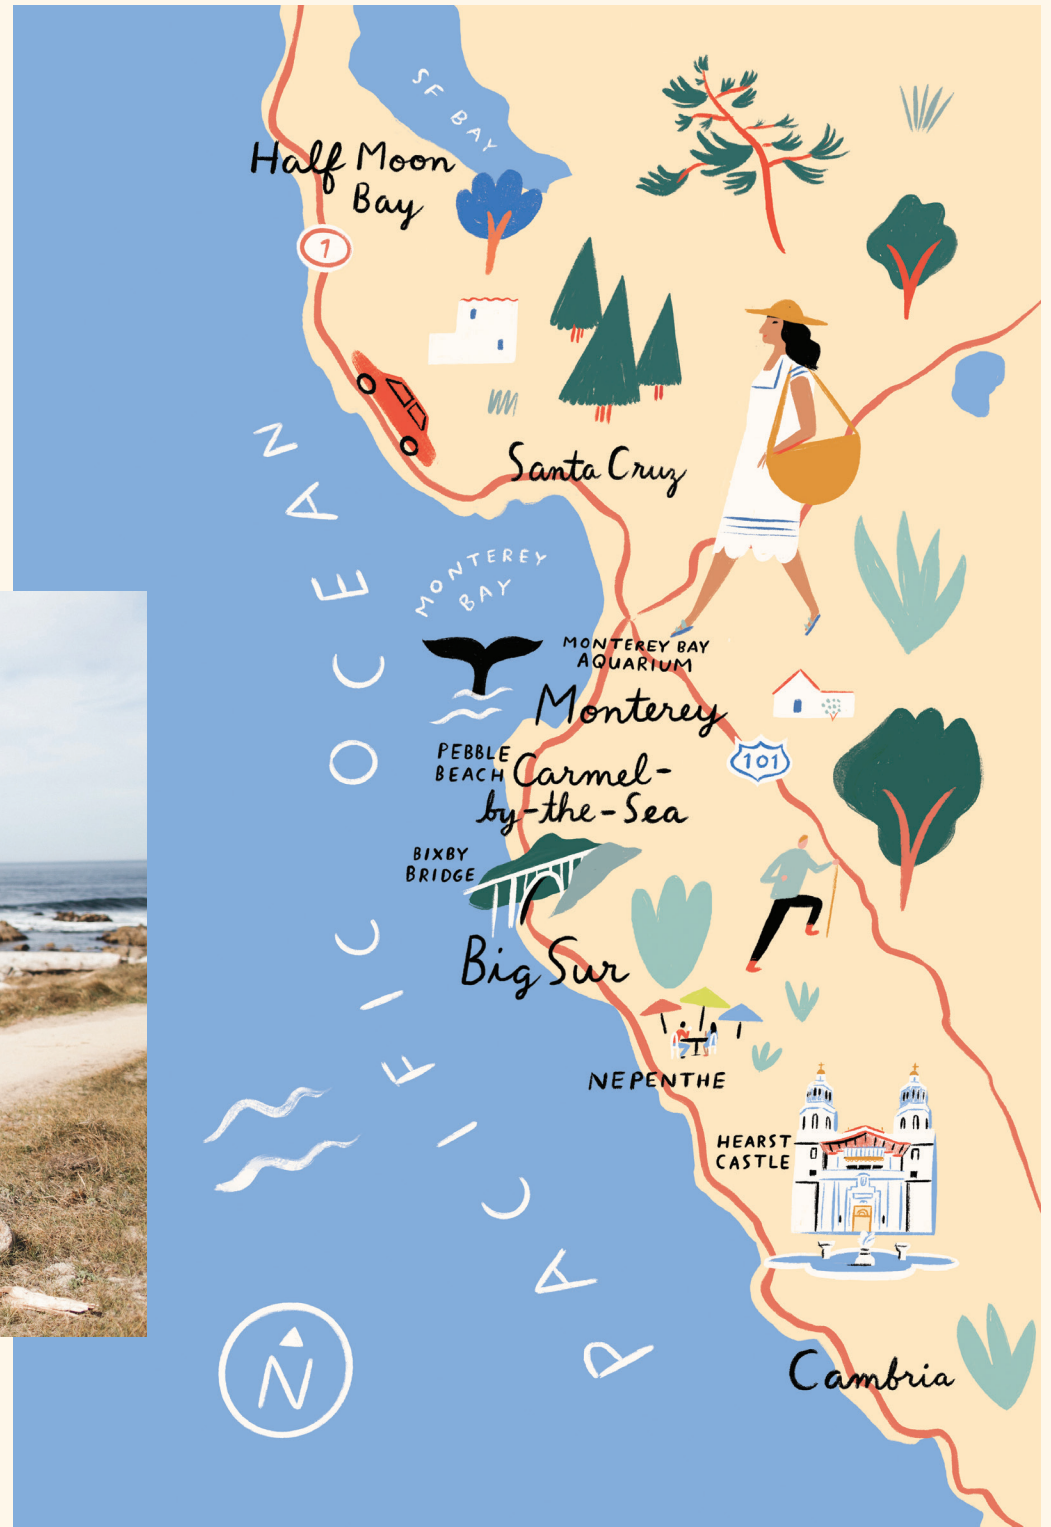 SF BAY
Half Moon
Bay
1
Santa Cruz
MONTEREY
BAY
MONTEREY BAY
AQUARIUM
Monterey
PEBBLE
BEACH
Carmel-
by-the-Sea
101
BIXBY
BRIDGE
Big Sur
NEPENTHE
HEARST
CASTLE
PACIFIC OCEAN
Cambria
N